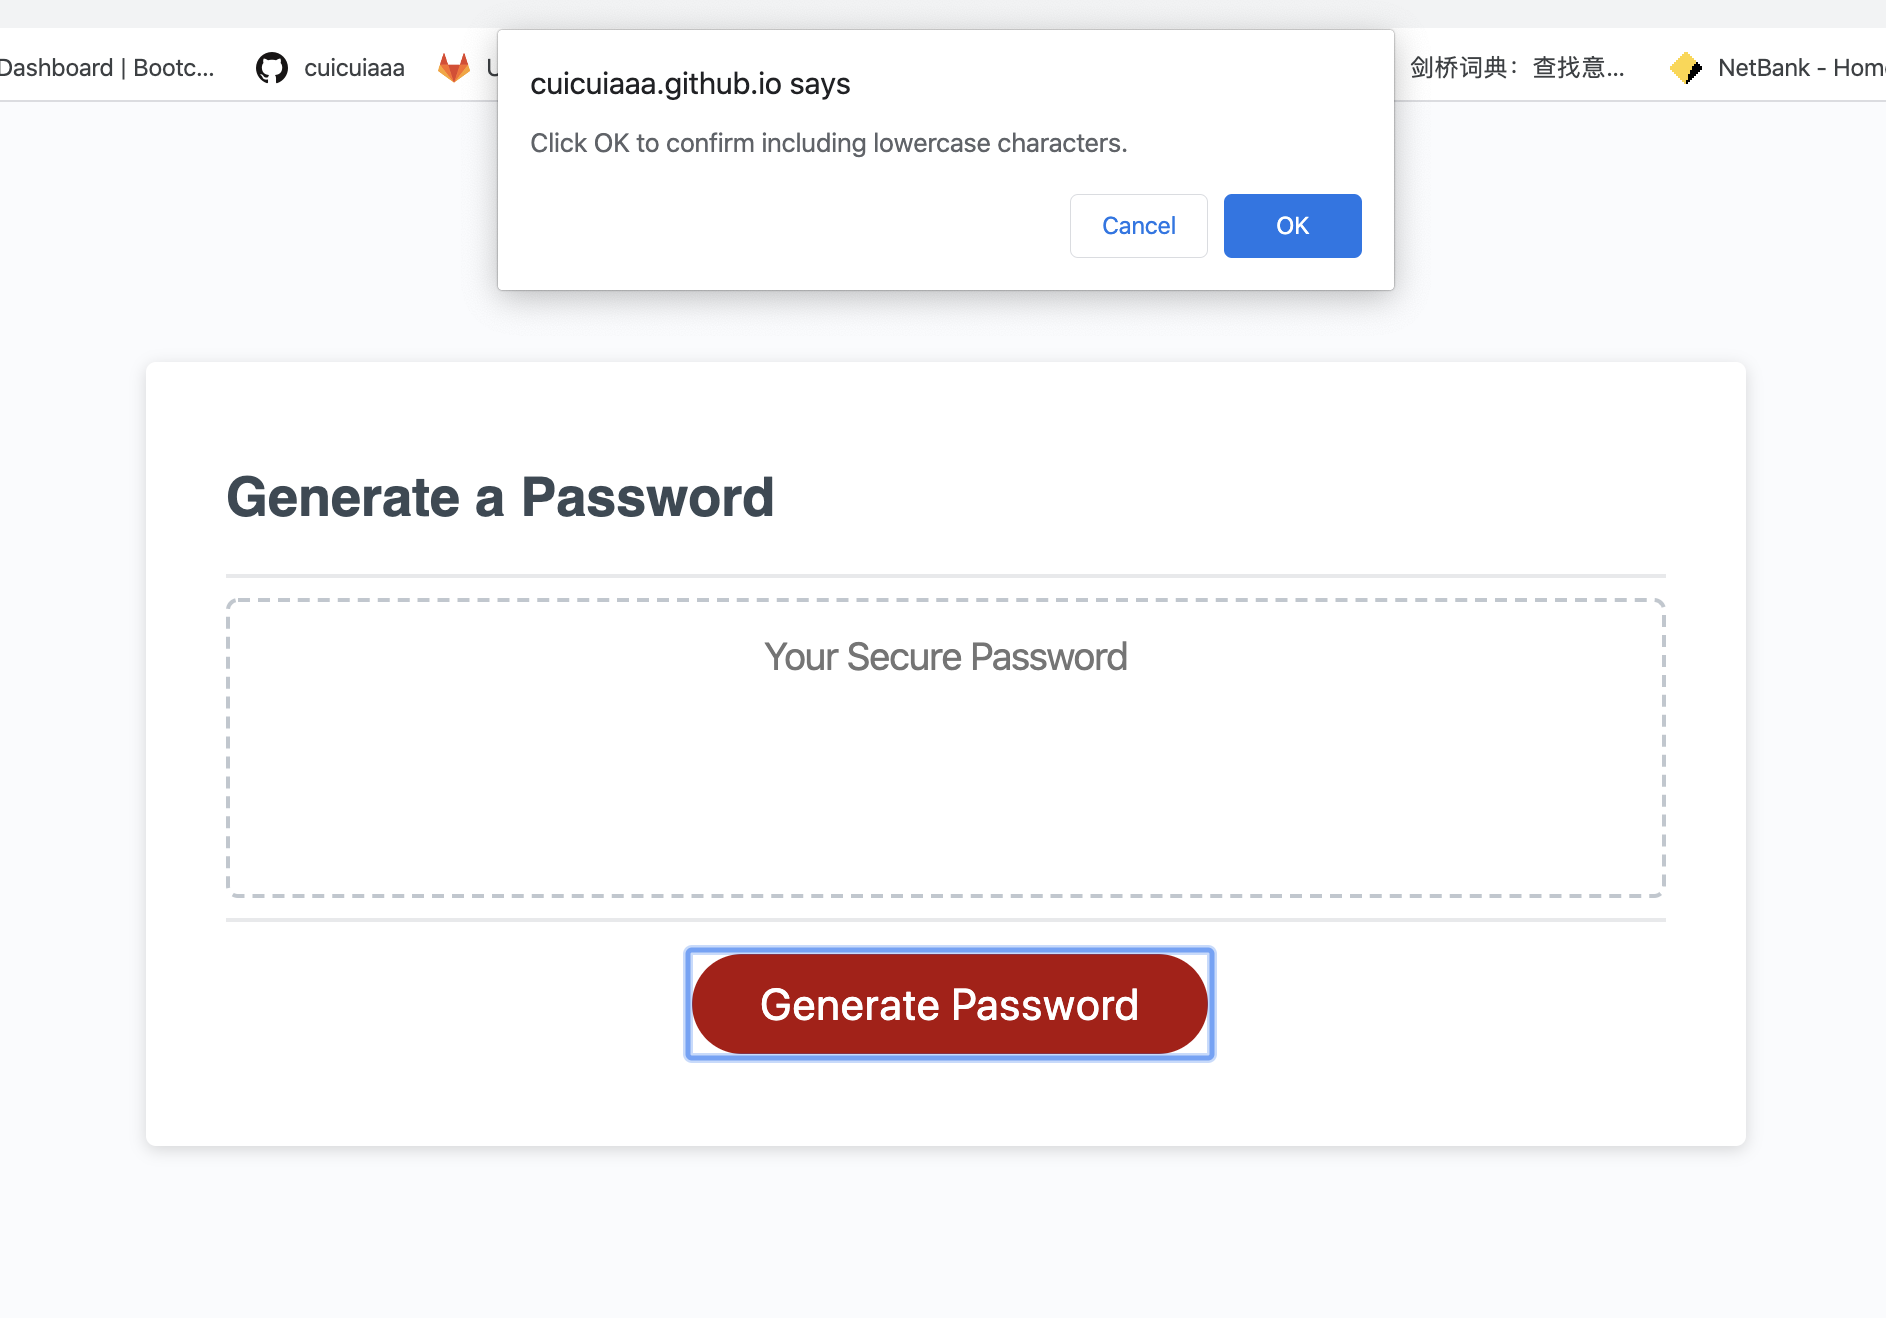 Dashboard | Bootc...
cuicuiaaa
U
剑桥词典：查找意...
NetBank - Home
cuicuiaaa.github.io says
Click OK to confirm including lowercase characters.
Cancel
OK
Generate a Password
Your Secure Password
Generate Password